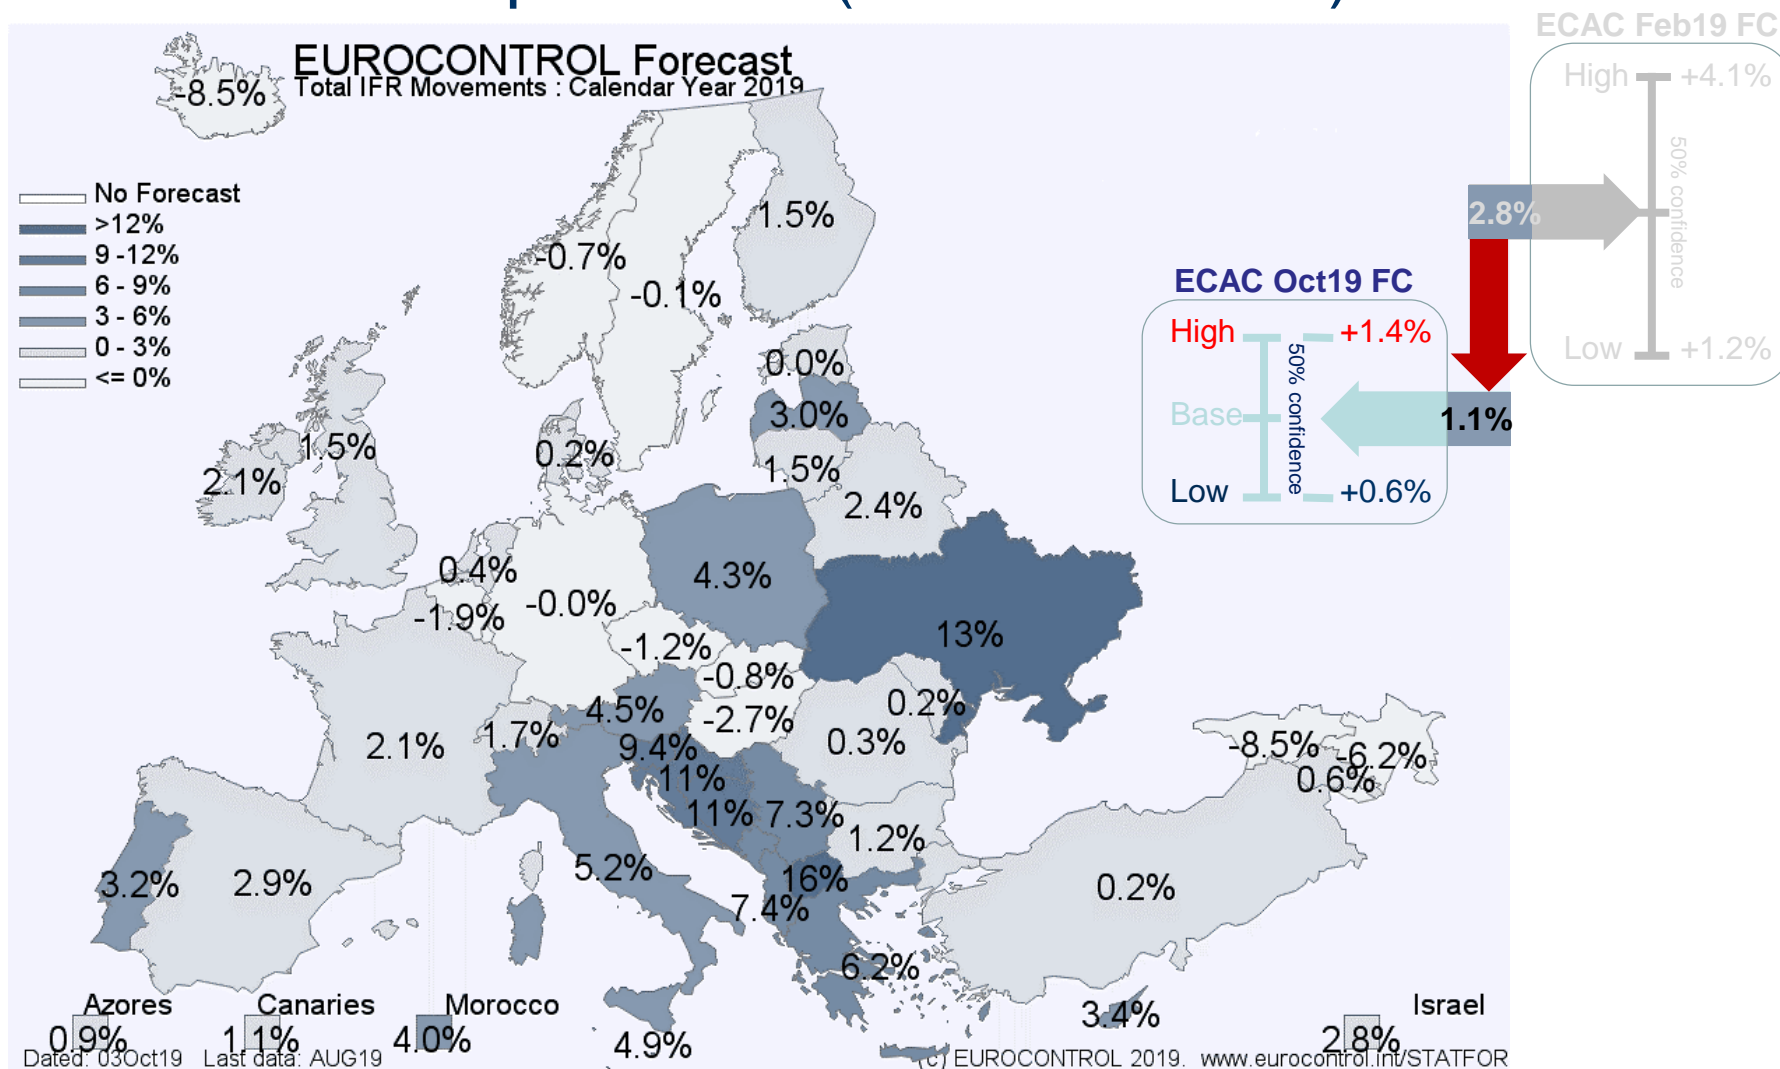 EUROCONTROL Forecast
Total IFR Movements : Calendar Year 2019
-8.5%
No Forecast
>12%
9 -12%
6 - 9%
3 - 6%
0 - 3%
<= 0%
ECAC Feb19 FC
High +4.1%
50% confidence
2.8%
Low +1.2%
ECAC Oct19 FC
High +1.4%
50% confidence
Base
1.1%
Low +0.6%
1.5%
-0.7%
-0.1%
0.0%
3.0%
1.5%
0.2%
1.5%
2.1%
2.4%
0.4%
-0.0%
4.3%
-1.9%
13%
-1.2%
-0.8%
4.5%
-2.7%
0.2%
1.7%
2.1%
9.4%
0.3%
-8.5%
-6.2%
11%
0.6%
11%
7.3%
1.2%
5.2%
16%
3.2%
2.9%
0.2%
7.4%
6.2%
3.4%
4.9%
Azores
0.9%
Canaries
1.1%
Morocco
4.0%
Israel
2.8%
Dated: 03Oct19 Last data: AUG19
(c) EUROCONTROL 2019. www.eurocontrol.int/STATFOR